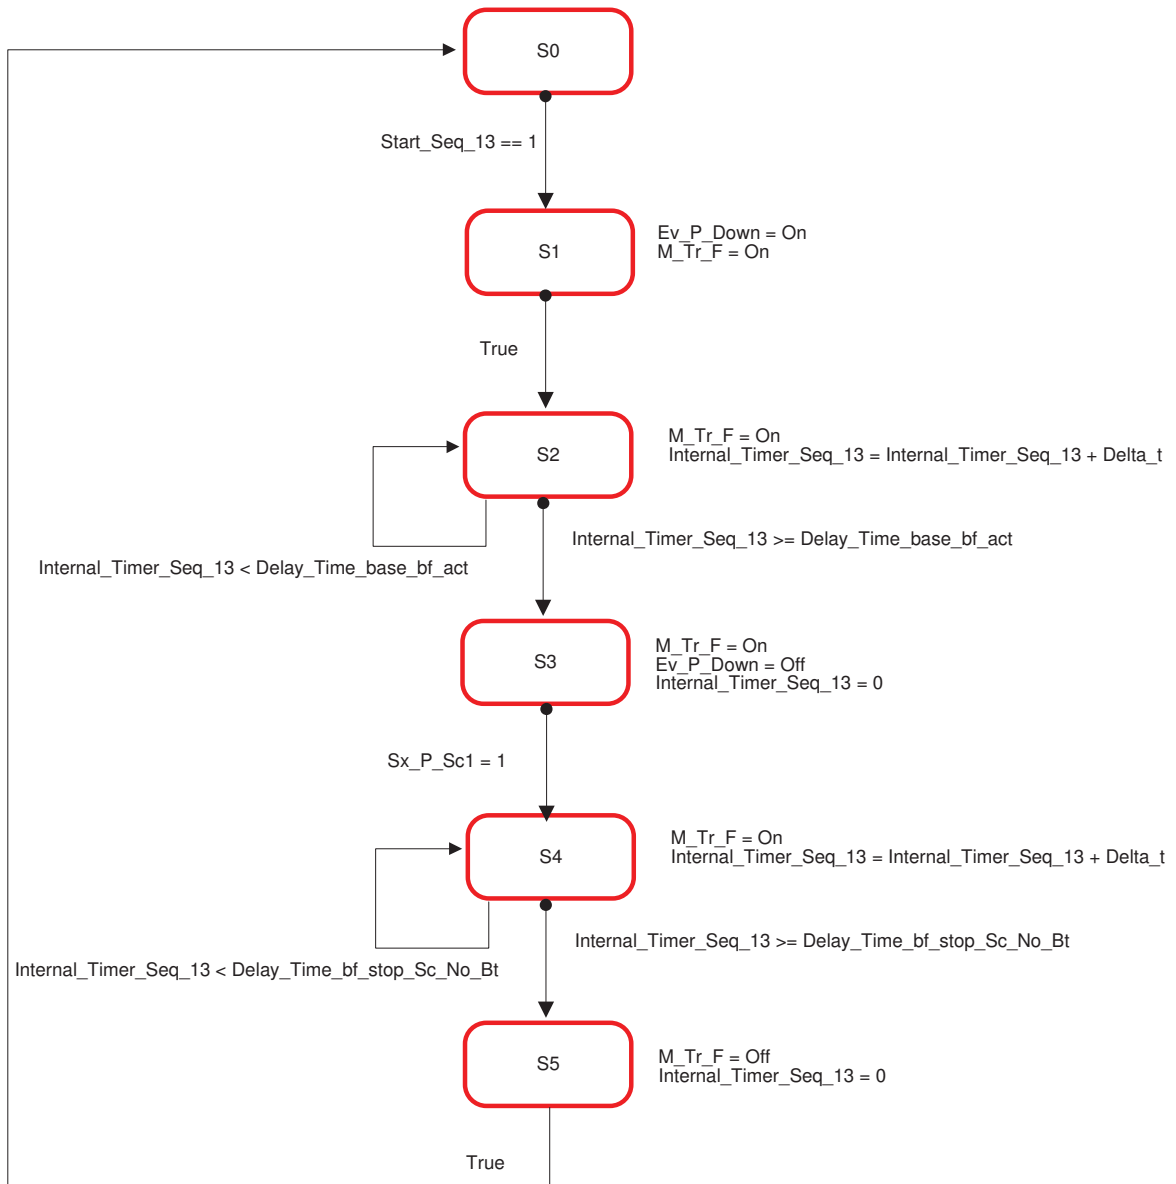 S0
Start_Seq_13 == 1
S1
Ev_P_Down = On
M_Tr_F = On
True
S2
M_Tr_F = On
Internal_Timer_Seq_13 = Internal_Timer_Seq_13 + Delta_t
Internal_Timer_Seq_13 >= Delay_Time_base_bf_act
Internal_Timer_Seq_13 < Delay_Time_base_bf_act
S3
M_Tr_F = On
Ev_P_Down = Off
Internal_Timer_Seq_13 = 0
Sx_P_Sc1 = 1
S4
M_Tr_F = On
Internal_Timer_Seq_13 = Internal_Timer_Seq_13 + Delta_t
Internal_Timer_Seq_13 >= Delay_Time_bf_stop_Sc_No_Bt
Internal_Timer_Seq_13 < Delay_Time_bf_stop_Sc_No_Bt
S5
M_Tr_F = Off
Internal_Timer_Seq_13 = 0
True